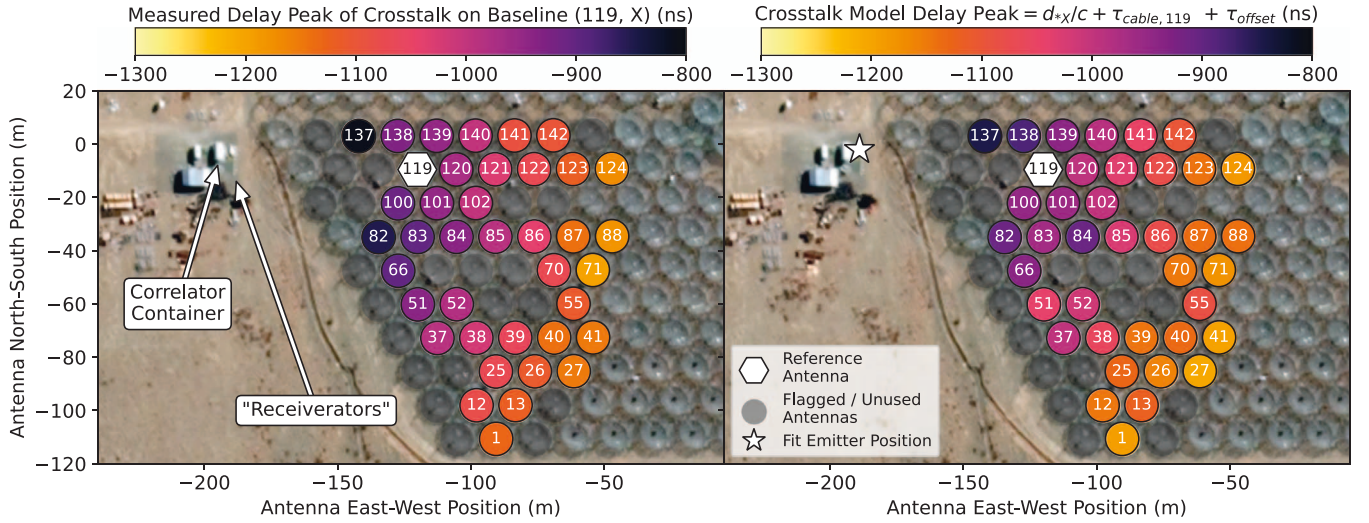 Measured Delay Peak of Crosstalk on Baseline (119, X) (ns)
−1300 −1200 −1100 −1000 −900 −800
Crosstalk Model Delay Peak = d*X/c + τcable, 119 + τoffset (ns)
−1300 −1200 −1100 −1000 −900 −800
Antenna North-South Position (m)
20
0
−20
−40
−60
−80
−100
−120
137 138 139 140 141 142
119 120 121 122 123 124
100 101 102
82 83 84 85 86 87 88
66 70 71
51 52 55
37 38 39 40 41
25 26 27
12 13
1
Correlator
Container
"Receiverators"
−200 −150 −100 −50
Antenna East-West Position (m)
137 138 139 140 141 142
119 120 121 122 123 124
100 101 102
82 83 84 85 86 87 88
66 70 71
51 52 55
37 38 39 40 41
25 26 27
12 13
1
Reference
Antenna
Flagged / Unused
Antennas
Fit Emitter Position
−200 −150 −100 −50
Antenna East-West Position (m)